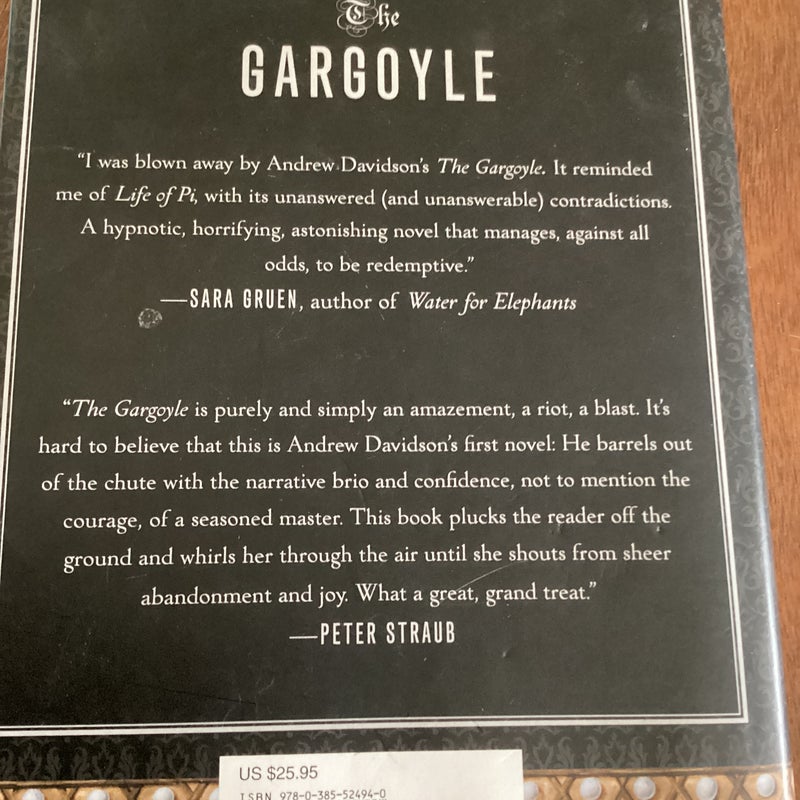 The
GARGOYLE
“I was blown away by Andrew Davidson’s The Gargoyle. It reminded
me of Life of Pi, with its unanswered (and unanswerable) contradictions.
A hypnotic, horrifying, astonishing novel that manages, against all
odds, to be redemptive.”
—SARA GRUEN, author of Water for Elephants
“The Gargoyle is purely and simply an amazement, a riot, a blast. It’s
hard to believe that this is Andrew Davidson’s first novel: He barrels out
of the chute with the narrative brio and confidence, not to mention the
courage, of a seasoned master. This book plucks the reader off the
ground and whirls her through the air until she shouts from sheer
abandonment and joy. What a great, grand treat.”
—PETER STRAUB
US $25.95
ISBN 978-0-385-52494-0